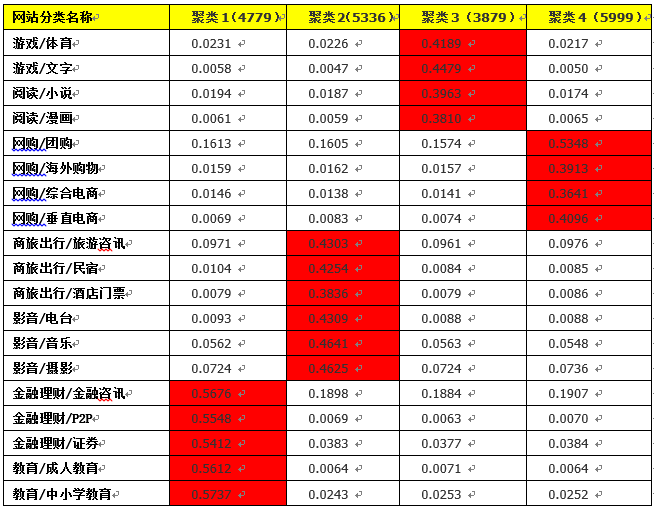 网站分类名称 聚类1(4779) 聚类2(5336) 聚类3(3879) 聚类4(5999)
游戏/体育 0.0231 0.0226 0.4189 0.0217
游戏/文字 0.0058 0.0047 0.4479 0.0050
阅读/小说 0.0194 0.0187 0.3963 0.0174
阅读/漫画 0.0061 0.0059 0.3810 0.0065
网购/团购 0.1613 0.1605 0.1574 0.5348
网购/海外购物 0.0159 0.0162 0.0157 0.3913
网购/综合电商 0.0146 0.0138 0.0141 0.3641
网购/垂直电商 0.0069 0.0083 0.0074 0.4096
商旅出行/旅游咨讯 0.0971 0.4303 0.0961 0.0976
商旅出行/民宿 0.0104 0.4254 0.0084 0.0085
商旅出行/酒店门票 0.0079 0.3836 0.0079 0.0086
影音/电台 0.0093 0.4309 0.0088 0.0088
影音/音乐 0.0562 0.4641 0.0563 0.0548
影音/摄影 0.0724 0.4625 0.0724 0.0736
金融理财/金融咨讯 0.5676 0.1898 0.1884 0.1907
金融理财/P2P 0.5548 0.0069 0.0063 0.0070
金融理财/证券 0.5412 0.0383 0.0377 0.0384
教育/成人教育 0.5612 0.0064 0.0071 0.0064
教育/中小学教育 0.5737 0.0243 0.0253 0.0252